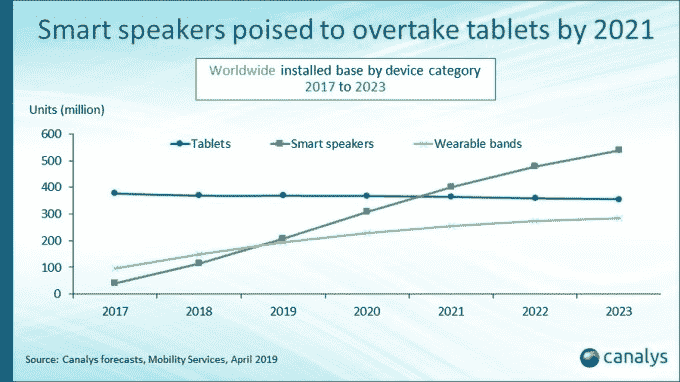 Smart speakers poised to overtake tablets by 2021
Worldwide installed base by device category
2017 to 2023
Units (million)
600
500
400
300
200
100
0
Tablets
Smart speakers
Wearable bands
2017 2018 2019 2020 2021 2022 2023
Source: Canalys forecasts, Mobility Services, April 2019
canalys